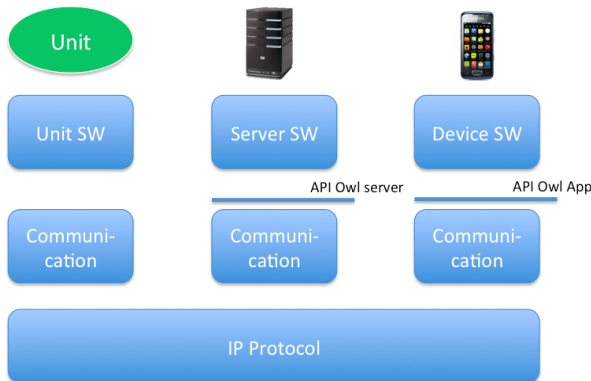 Unit
Unit SW
Server SW
Device SW
API Owl server
API Owl App
Communi-
cation
Communi-
cation
Communi-
cation
IP Protocol